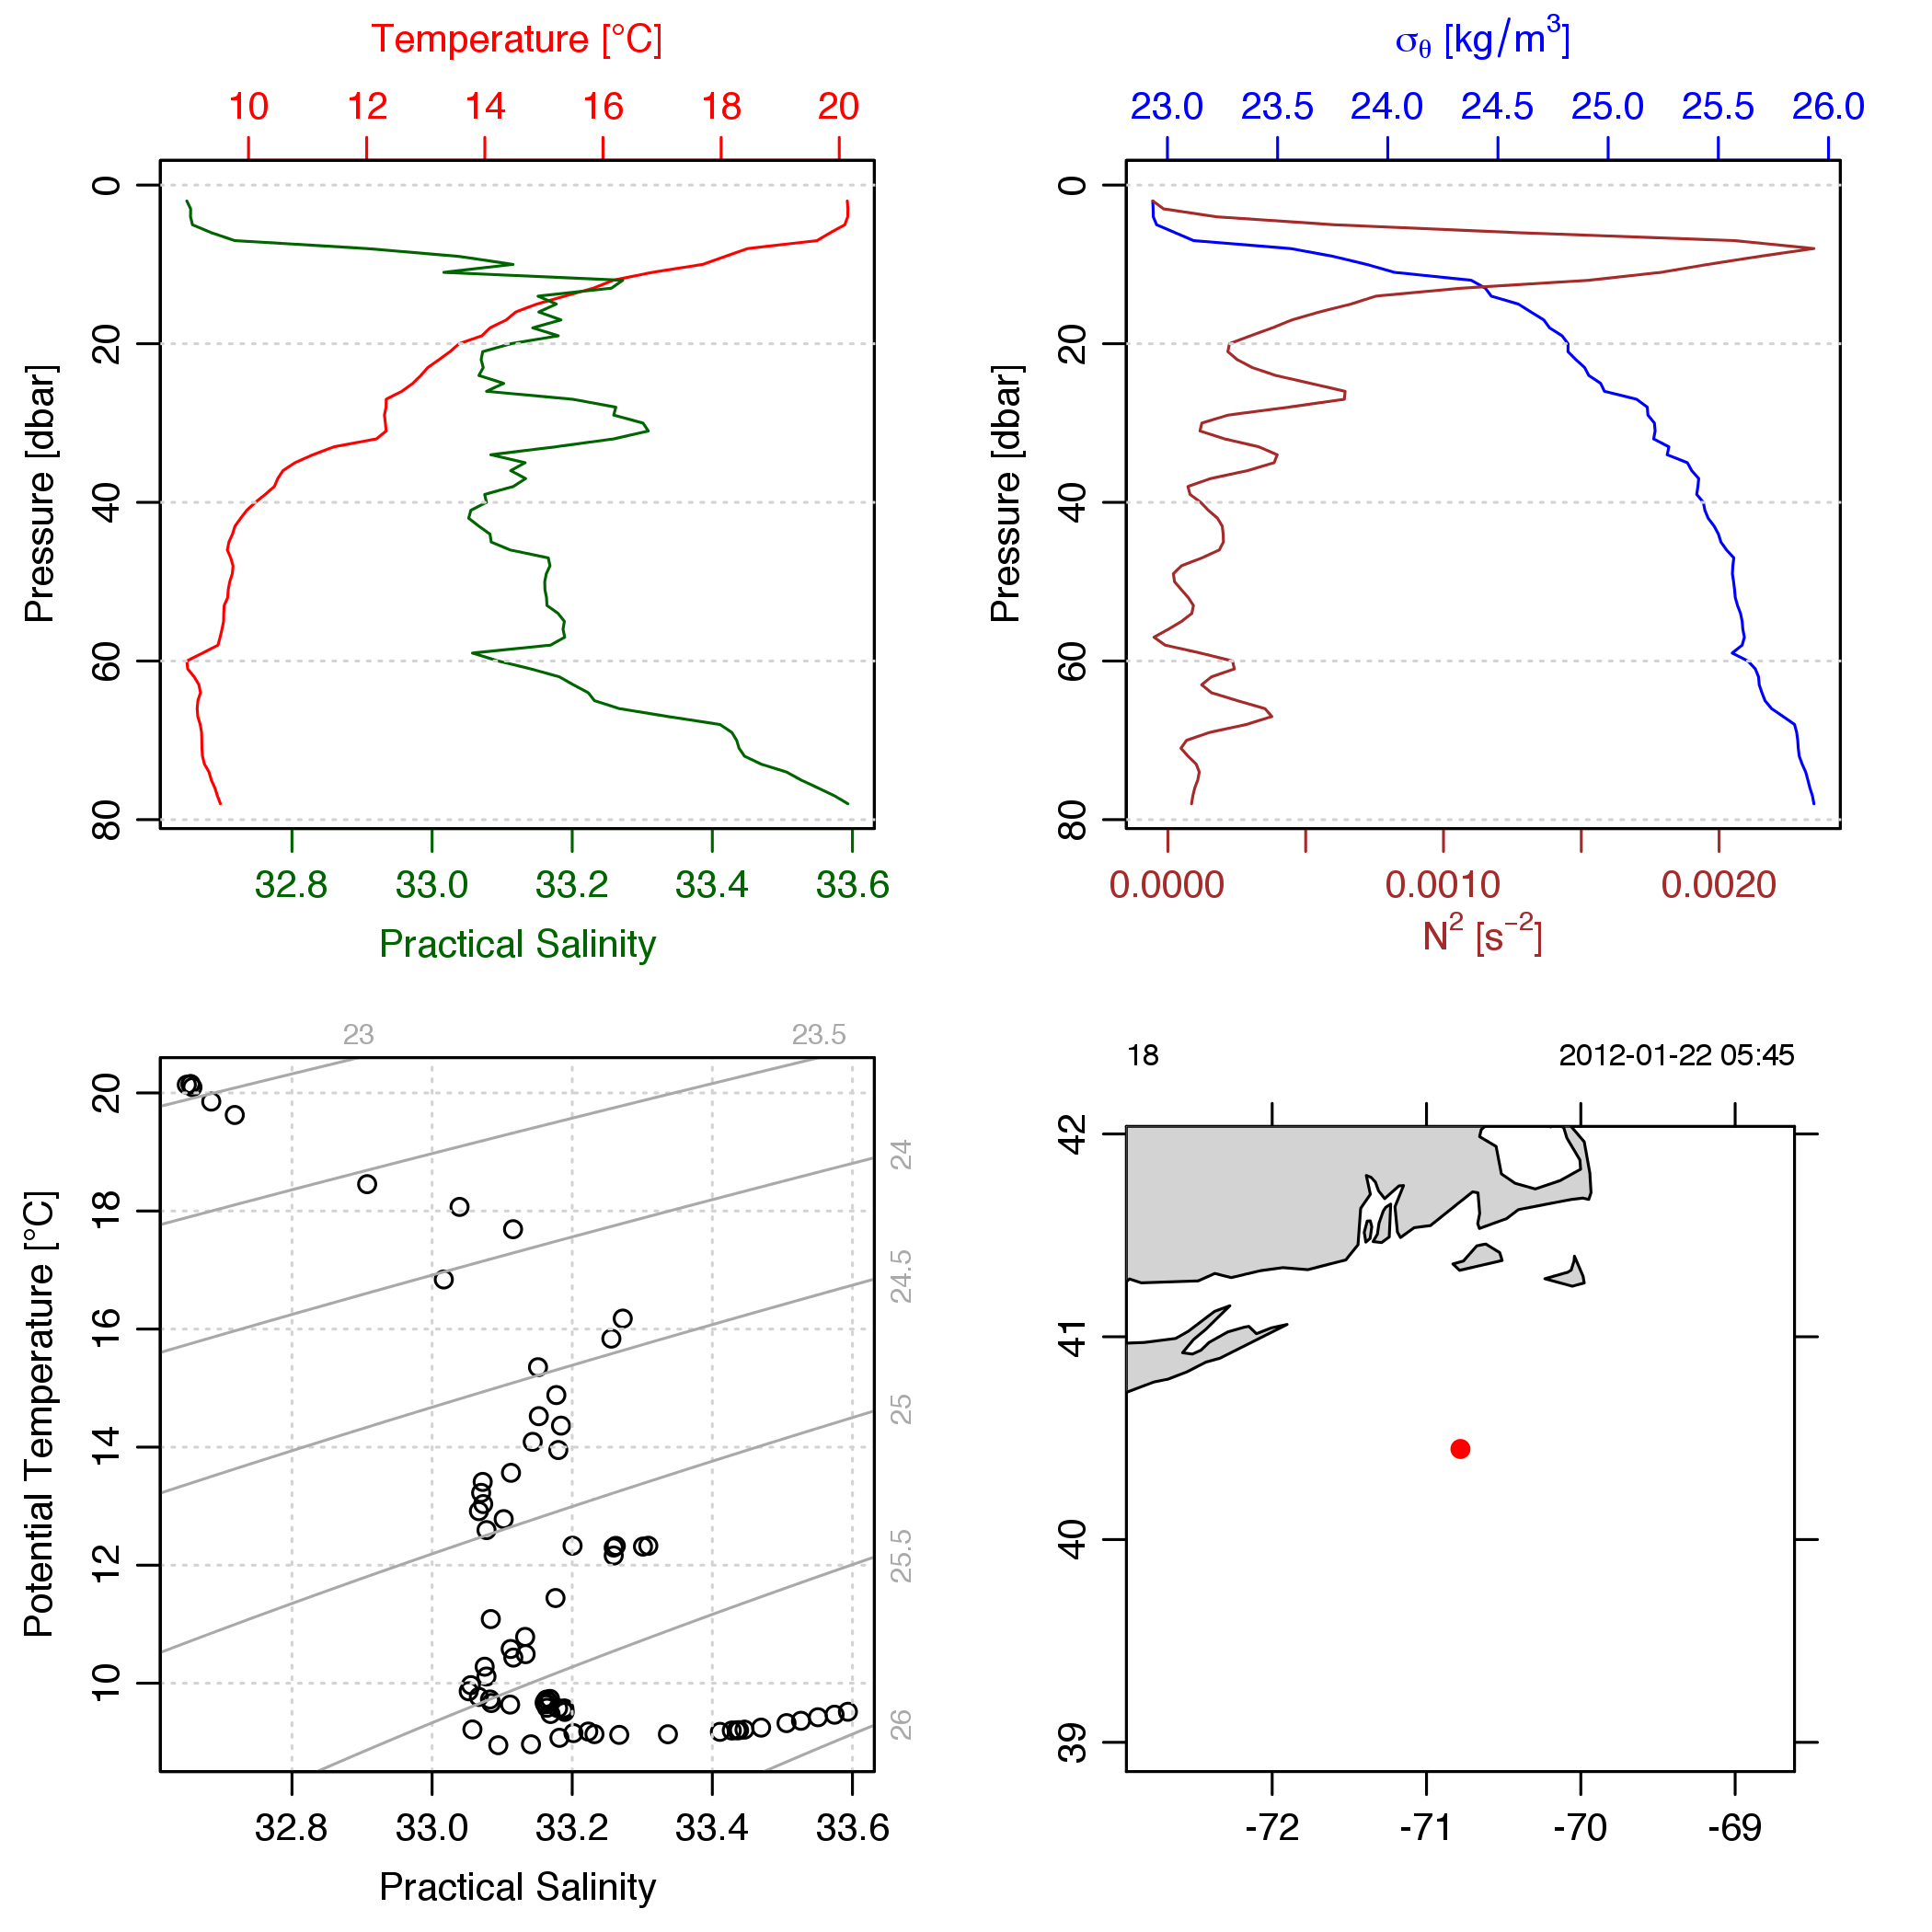 Temperature [°C]
10 12 14 16 18 20
0
20
40
60
80
Pressure [dbar]
32.8 33.0 33.2 33.4 33.6
Practical Salinity
σθ [kg/m³]
23.0 23.5 24.0 24.5 25.0 25.5 26.0
0
20
40
60
80
Pressure [dbar]
0.0000 0.0010 0.0020
N² [s⁻²]
23 23.5
24
24.5
25
25.5
26
20
18
16
14
12
10
Potential Temperature [°C]
32.8 33.0 33.2 33.4 33.6
Practical Salinity
18 2012-01-22 05:45
42
41
40
39
-72 -71 -70 -69